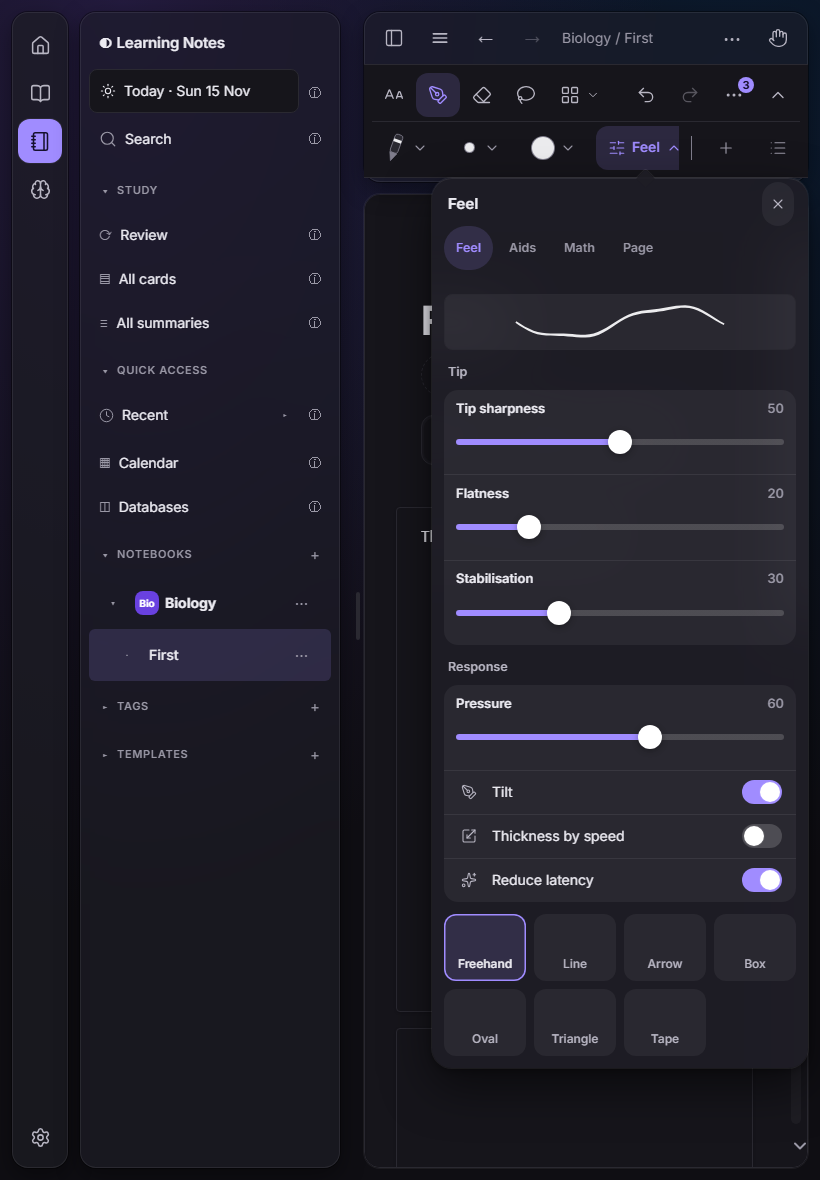 Learning Notes
Today · Sun 15 Nov
Search
STUDY
Review
All cards
All summaries
QUICK ACCESS
Recent
Calendar
Databases
NOTEBOOKS
Bio Biology
First
TAGS
TEMPLATES
Biology / First
AA
3
Feel
Feel
Feel Aids Math Page
Tip
Tip sharpness 50
Flatness 20
Stabilisation 30
Response
Pressure 60
Tilt
Thickness by speed
Reduce latency
Freehand Line Arrow Box
Oval Triangle Tape